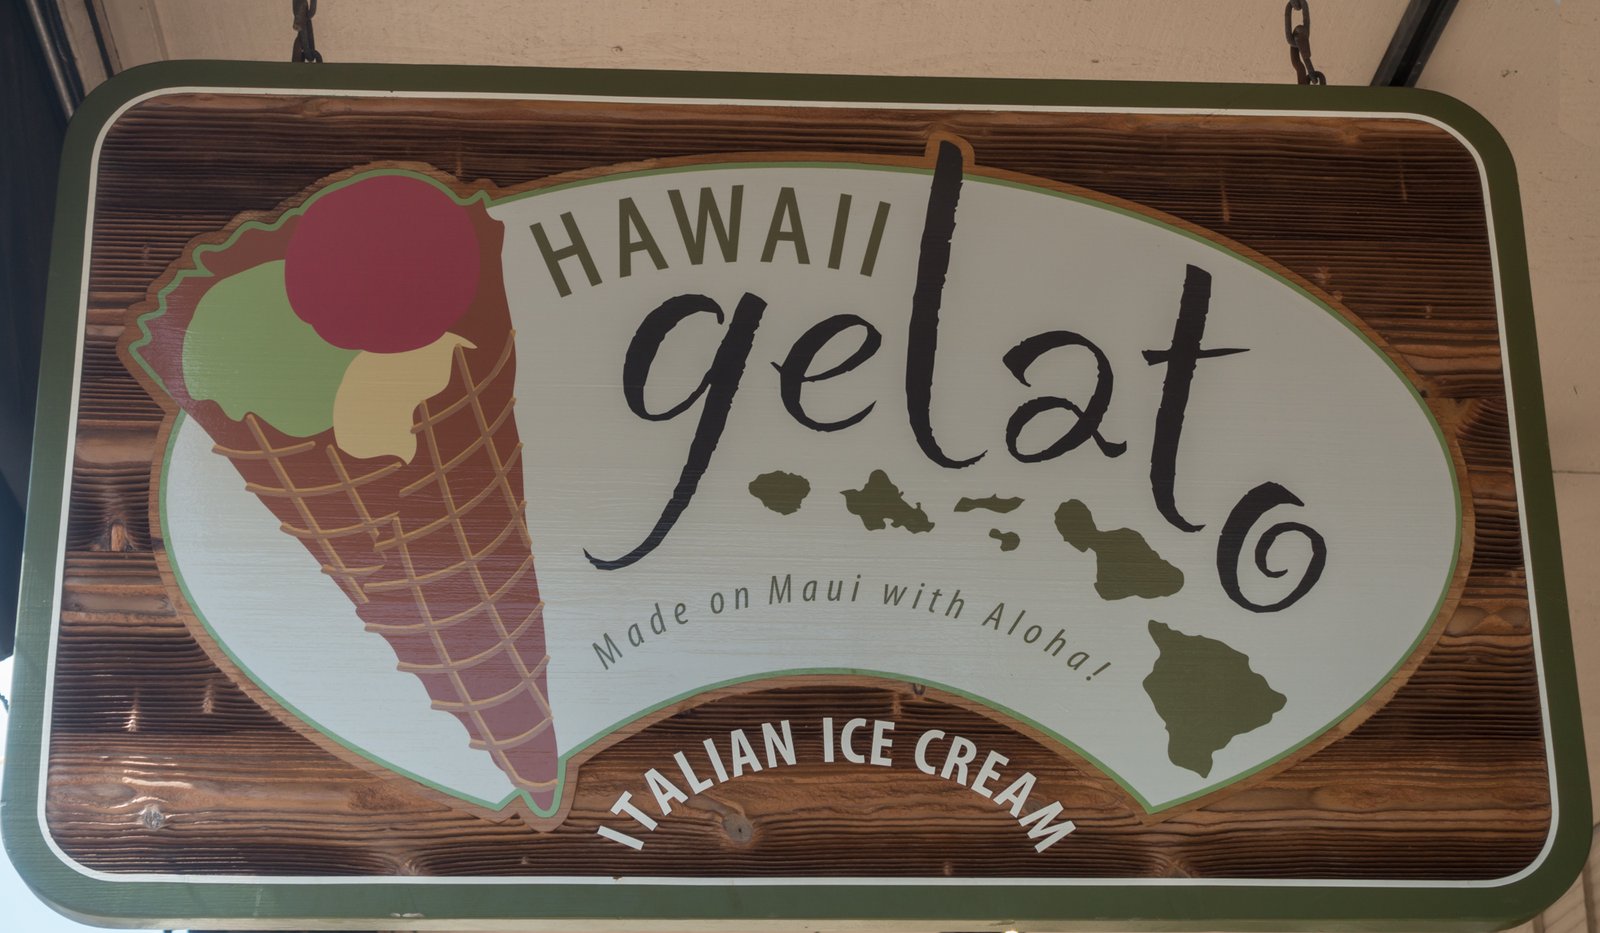 HAWAII
gelato
Made on Maui with Aloha!
ITALIAN ICE CREAM